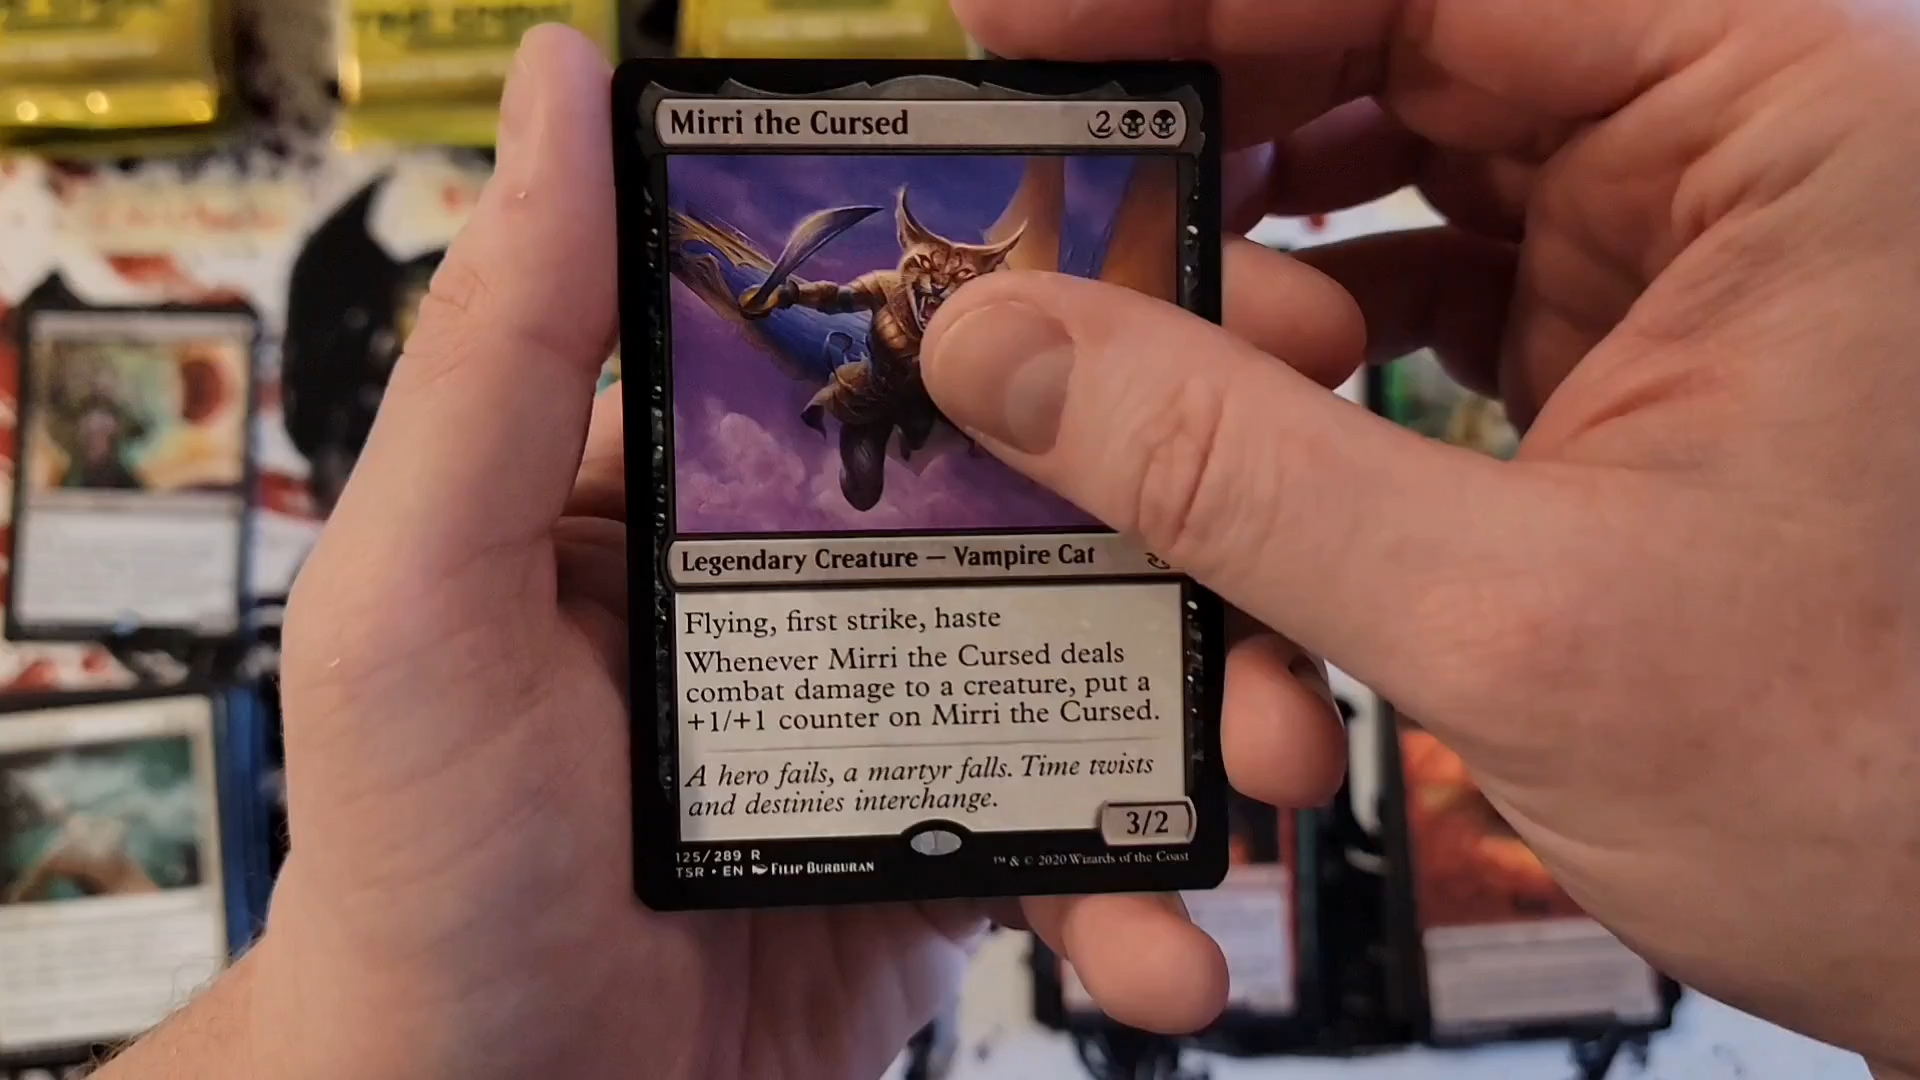 Mirri the Cursed 2
Legendary Creature — Vampire Cat
Flying, first strike, haste
Whenever Mirri the Cursed deals
combat damage to a creature, put a
+1/+1 counter on Mirri the Cursed.
A hero fails, a martyr falls. Time twists
and destinies interchange.
3/2
125/289 R
TSR • EN FILIP BURBURAN
™ & © 2020 Wizards of the Coast